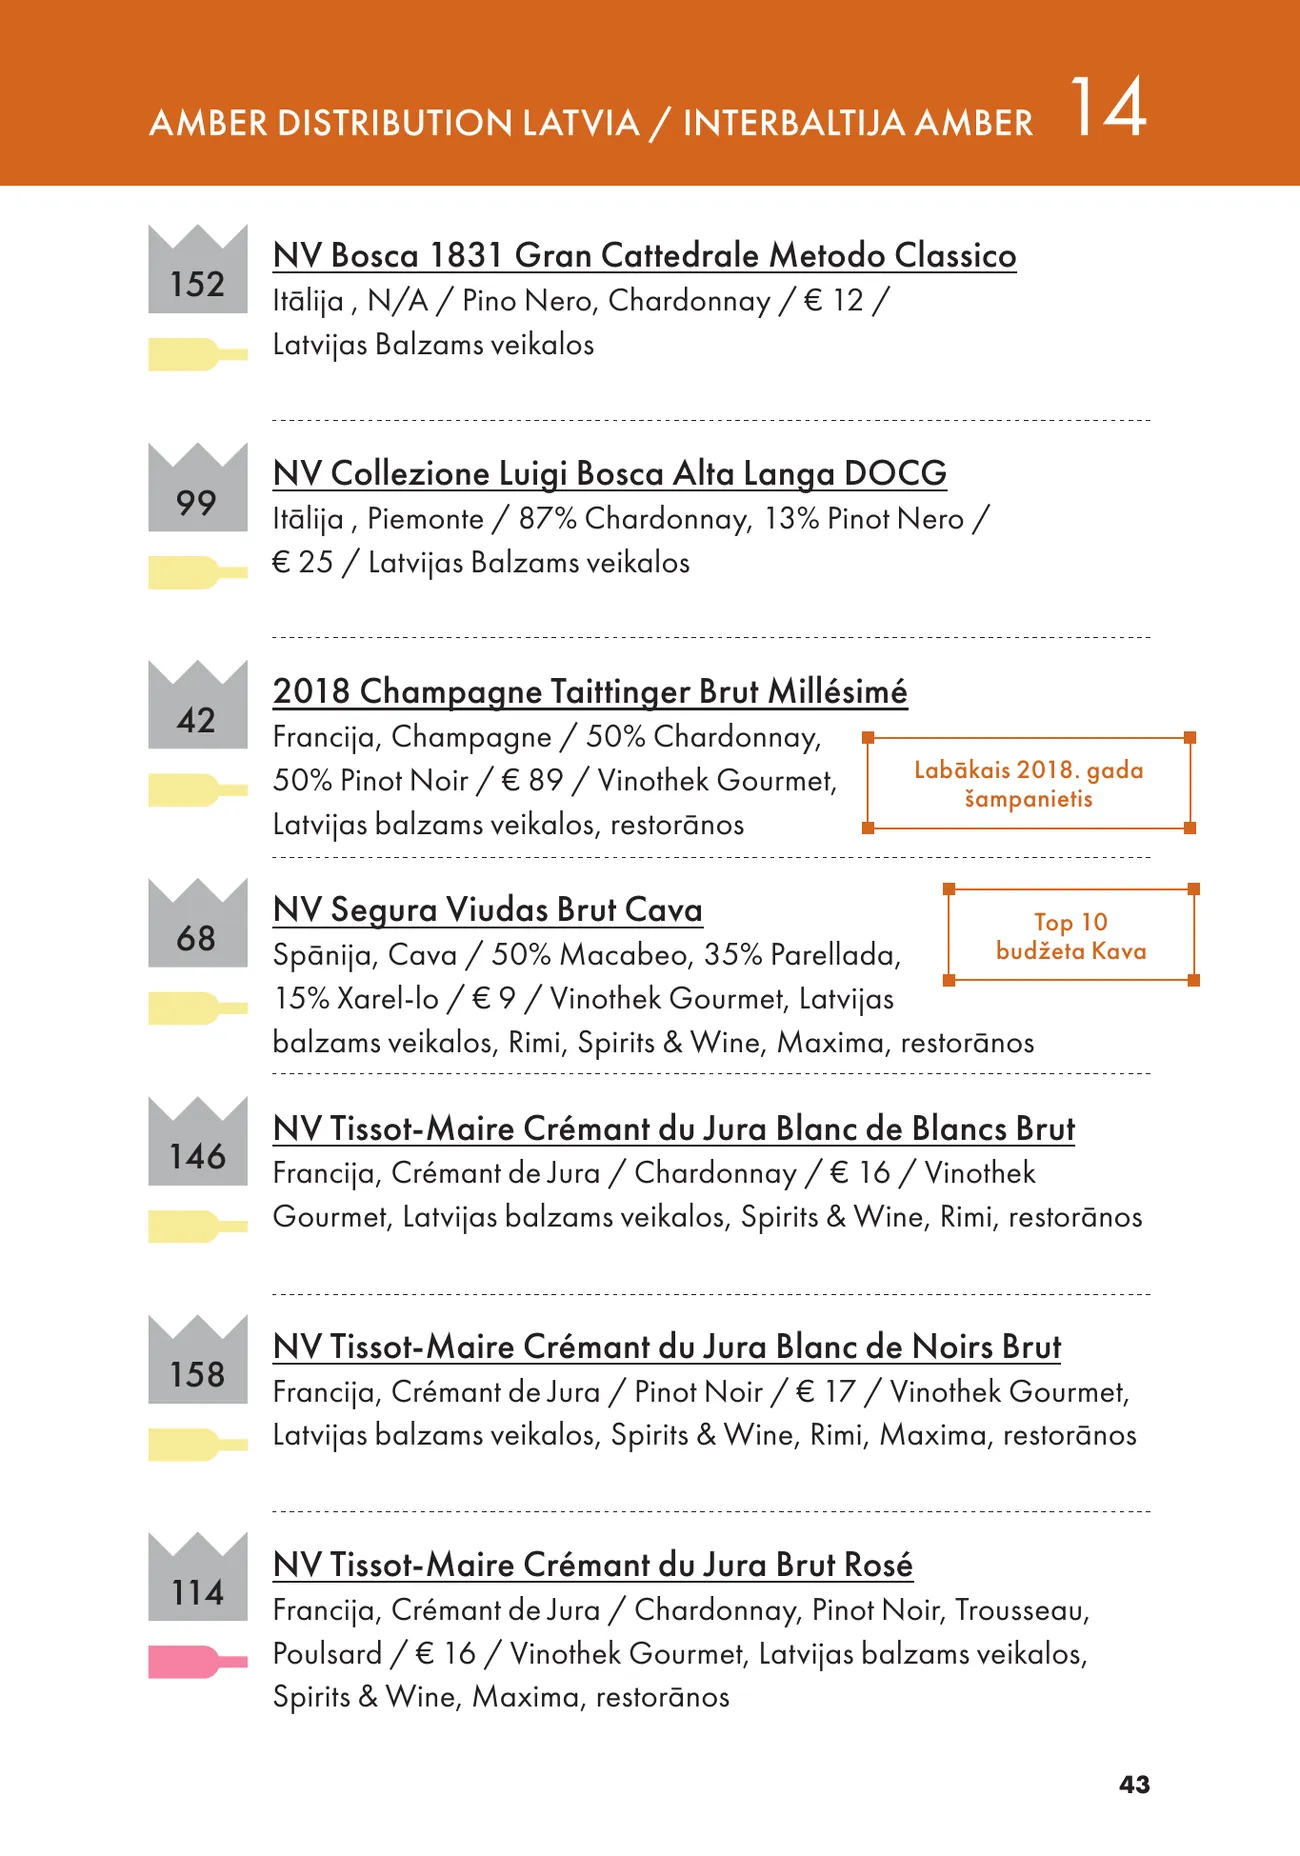 AMBER DISTRIBUTION LATVIA / INTERBALTIJA AMBER 14
152
NV Bosca 1831 Gran Cattedrale Metodo Classico
Itālija , N/A / Pino Nero, Chardonnay / € 12 /
Latvijas Balzams veikalos
99
NV Collezione Luigi Bosca Alta Langa DOCG
Itālija , Piemonte / 87% Chardonnay, 13% Pinot Nero /
€ 25 / Latvijas Balzams veikalos
42
2018 Champagne Taittinger Brut Millésimé
Francija, Champagne / 50% Chardonnay,
50% Pinot Noir / € 89 / Vinothek Gourmet,
Latvijas balzams veikalos, restorānos
Labākais 2018. gada
šampanietis
68
NV Segura Viudas Brut Cava
Spānija, Cava / 50% Macabeo, 35% Parellada,
15% Xarel-lo / € 9 / Vinothek Gourmet, Latvijas
balzams veikalos, Rimi, Spirits & Wine, Maxima, restorānos
Top 10
budžeta Kava
146
NV Tissot-Maire Crémant du Jura Blanc de Blancs Brut
Francija, Crémant de Jura / Chardonnay / € 16 / Vinothek
Gourmet, Latvijas balzams veikalos, Spirits & Wine, Rimi, restorānos
158
NV Tissot-Maire Crémant du Jura Blanc de Noirs Brut
Francija, Crémant de Jura / Pinot Noir / € 17 / Vinothek Gourmet,
Latvijas balzams veikalos, Spirits & Wine, Rimi, Maxima, restorānos
114
NV Tissot-Maire Crémant du Jura Brut Rosé
Francija, Crémant de Jura / Chardonnay, Pinot Noir, Trousseau,
Poulsard / € 16 / Vinothek Gourmet, Latvijas balzams veikalos,
Spirits & Wine, Maxima, restorānos
43